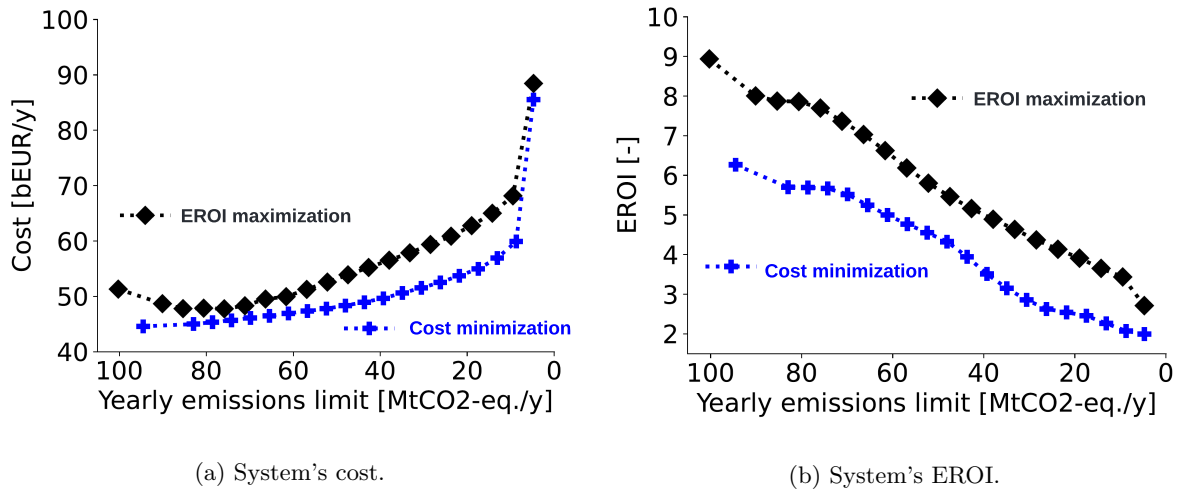 100
90
80
70
60
50
40
Cost [bEUR/y]
EROI maximization
Cost minimization
100 80 60 40 20 0
Yearly emissions limit [MtCO2-eq./y]
(a) System's cost.
10
9
8
7
6
5
4
3
2
EROI [-]
EROI maximization
Cost minimization
100 80 60 40 20 0
Yearly emissions limit [MtCO2-eq./y]
(b) System's EROI.